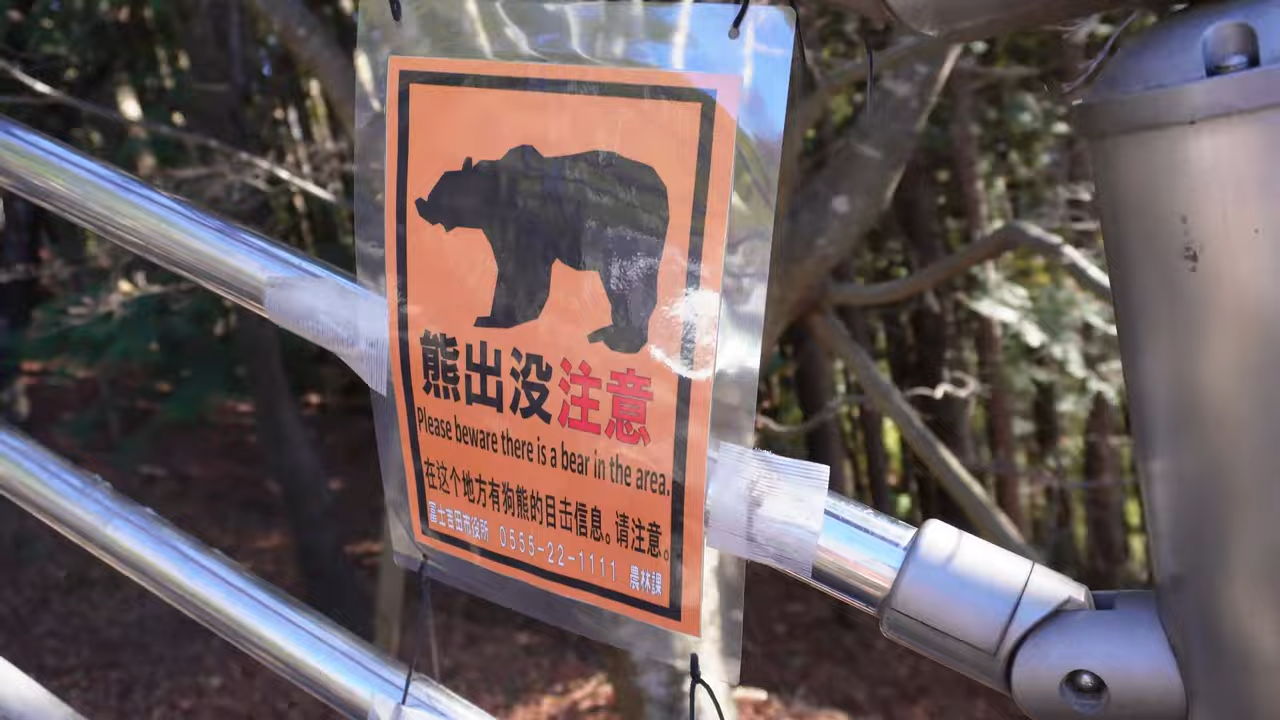 熊出没注意
Please beware there is a bear in the area.
在这个地方有狗熊的目击信息。请注意。
富士吉田市役所 0555-22-1111 農林課